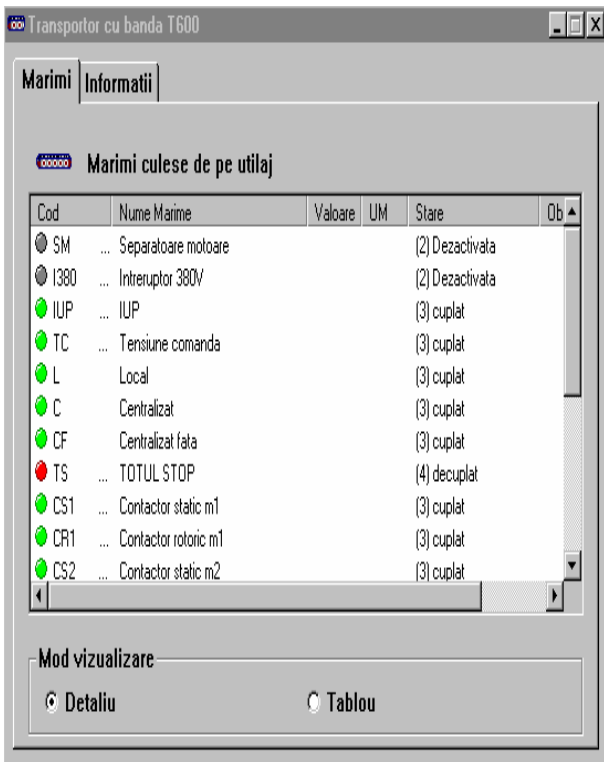 Transportor cu banda T600
Marimi Informatii
Marimi culese de pe utilaj
Cod Nume Marime Valoare UM Stare Ob
SM ... Separatoare motoare (2) Dezactivata
I380 ... Intreruptor 380V (2) Dezactivata
IUP ... IUP (3) cuplat
TC ... Tensiune comanda (3) cuplat
L Local (3) cuplat
C Centralizat (3) cuplat
CF Centralizat fata (3) cuplat
TS ... TOTUL STOP (4) decuplat
CS1 ... Contactor static m1 (3) cuplat
CR1 ... Contactor rotoric m1 (3) cuplat
CS2 ... Contactor static m2 (3) cuplat
Mod vizualizare
Detaliu Tablou